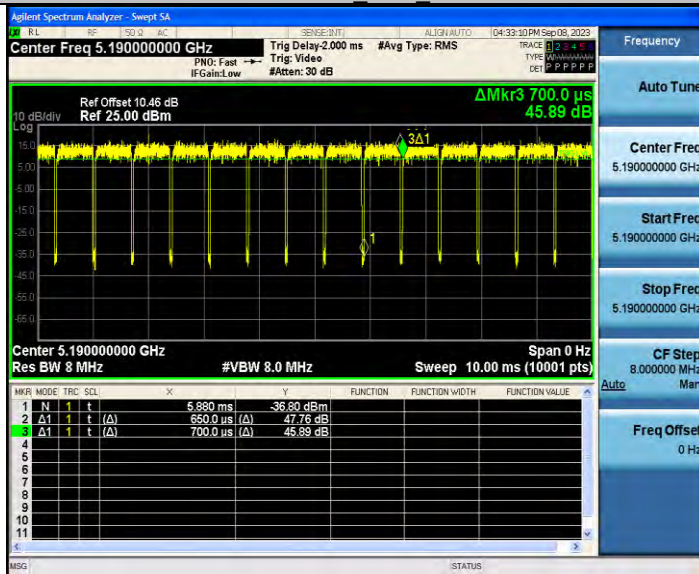 Agilent Spectrum Analyzer - Swept SA
RL RF 50 Ω AC SENSE:INT ALIGN AUTO 04:33:10 PM Sep 08, 2023
Center Freq 5.190000000 GHz
PNO: Fast
IFGain:Low
Trig Delay-2.000 ms
Trig: Video
#Atten: 30 dB
#Avg Type: RMS
TRACE 1 2 3 4 5 6
TYPE
DET P P P P P P
ΔMkr3 700.0 µs
45.89 dB
Ref Offset 10.46 dB
10 dB/div Ref 25.00 dBm
Log
15.0
5.00
-5.00
-15.0
-25.0
-35.0
-45.0
-55.0
-65.0
3Δ1
1
Center 5.190000000 GHz Span 0 Hz
Res BW 8 MHz #VBW 8.0 MHz Sweep 10.00 ms (10001 pts)
MKR MODE TRC SCL X Y FUNCTION FUNCTION WIDTH FUNCTION VALUE
1 N 1 t 5.880 ms -36.80 dBm
2 Δ1 1 t (Δ) 650.0 µs (Δ) 47.76 dB
3 Δ1 1 t (Δ) 700.0 µs (Δ) 45.89 dB
4
5
6
7
8
9
10
11
MSG STATUS
Frequency
Auto Tune
Center Freq
5.190000000 GHz
Start Freq
5.190000000 GHz
Stop Freq
5.190000000 GHz
CF Step
8.000000 MHz
Auto Man
Freq Offset
0 Hz